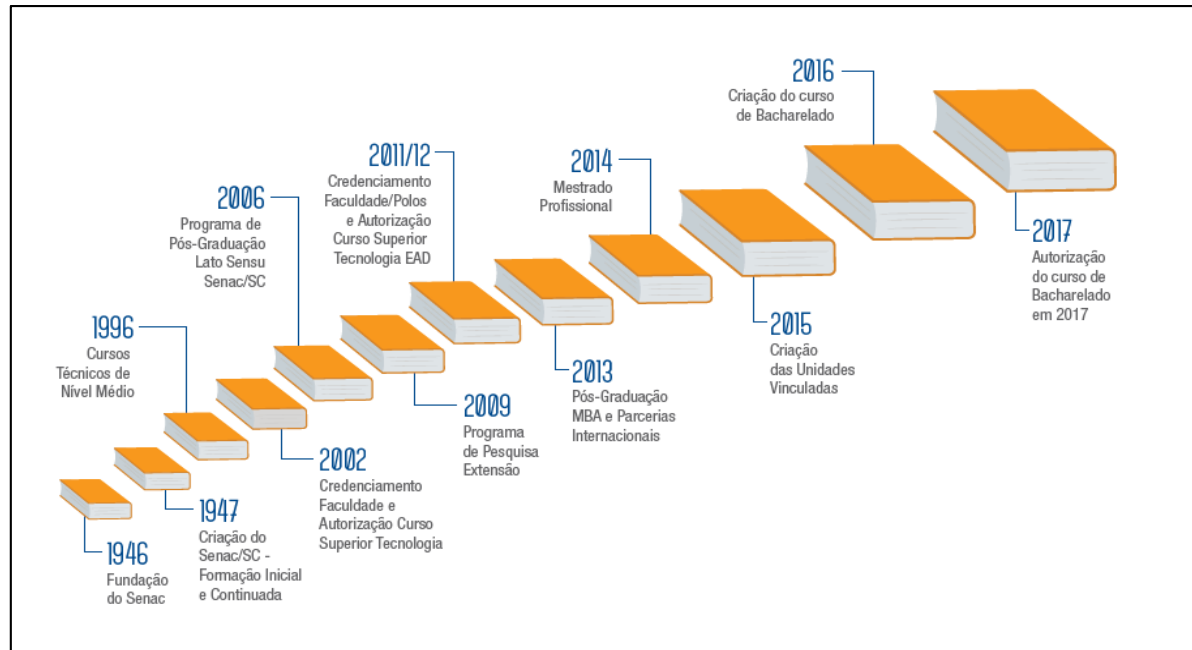 1946
Fundação
do Senac
1947
Criação do
Senac/SC -
Formação Inicial
e Continuada
1996
Cursos
Técnicos de
Nível Médio
2002
Credenciamento
Faculdade e
Autorização Curso
Superior Tecnologia
2006
Programa de
Pós-Graduação
Lato Sensu
Senac/SC
2009
Programa
de Pesquisa
Extensão
2011/12
Credenciamento
Faculdade/Polos
e Autorização
Curso Superior
Tecnologia EAD
2013
Pós-Graduação
MBA e Parcerias
Internacionais
2014
Mestrado
Profissional
2015
Criação
das Unidades
Vinculadas
2016
Criação do curso
de Bacharelado
2017
Autorização
do curso de
Bacharelado
em 2017